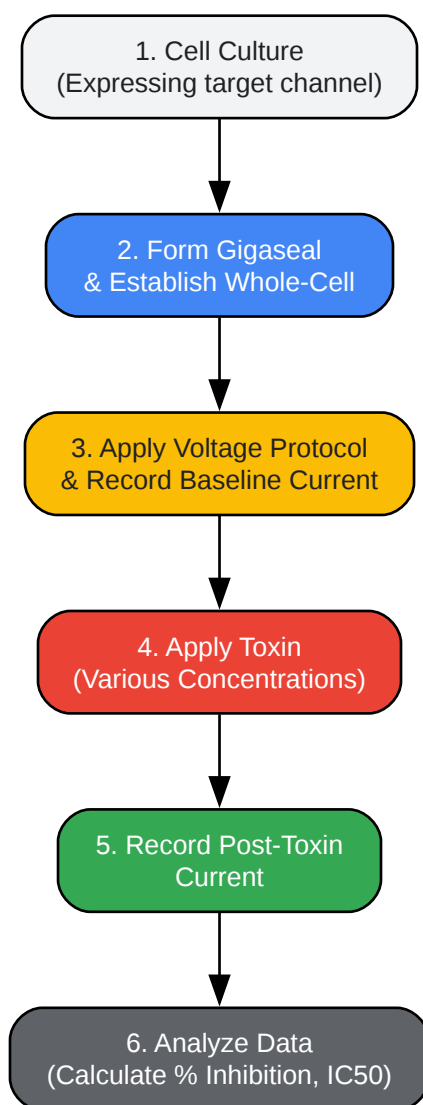 1. Cell Culture
(Expressing target channel)
2. Form Gigaseal
& Establish Whole-Cell
3. Apply Voltage Protocol
& Record Baseline Current
4. Apply Toxin
(Various Concentrations)
5. Record Post-Toxin
Current
6. Analyze Data
(Calculate % Inhibition, IC50)